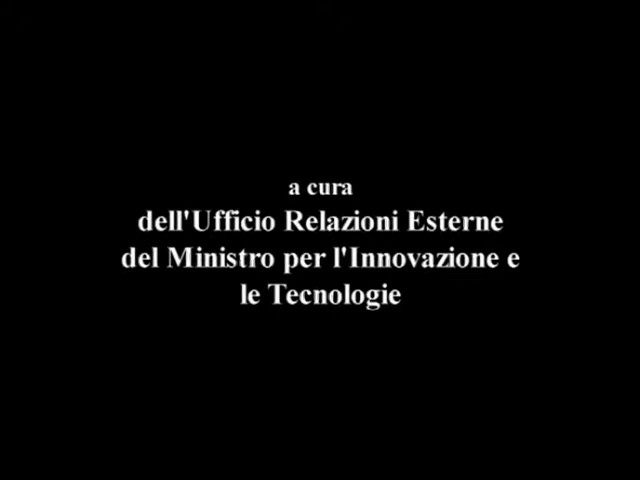 a cura
dell'Ufficio Relazioni Esterne
del Ministro per l'Innovazione e
le Tecnologie